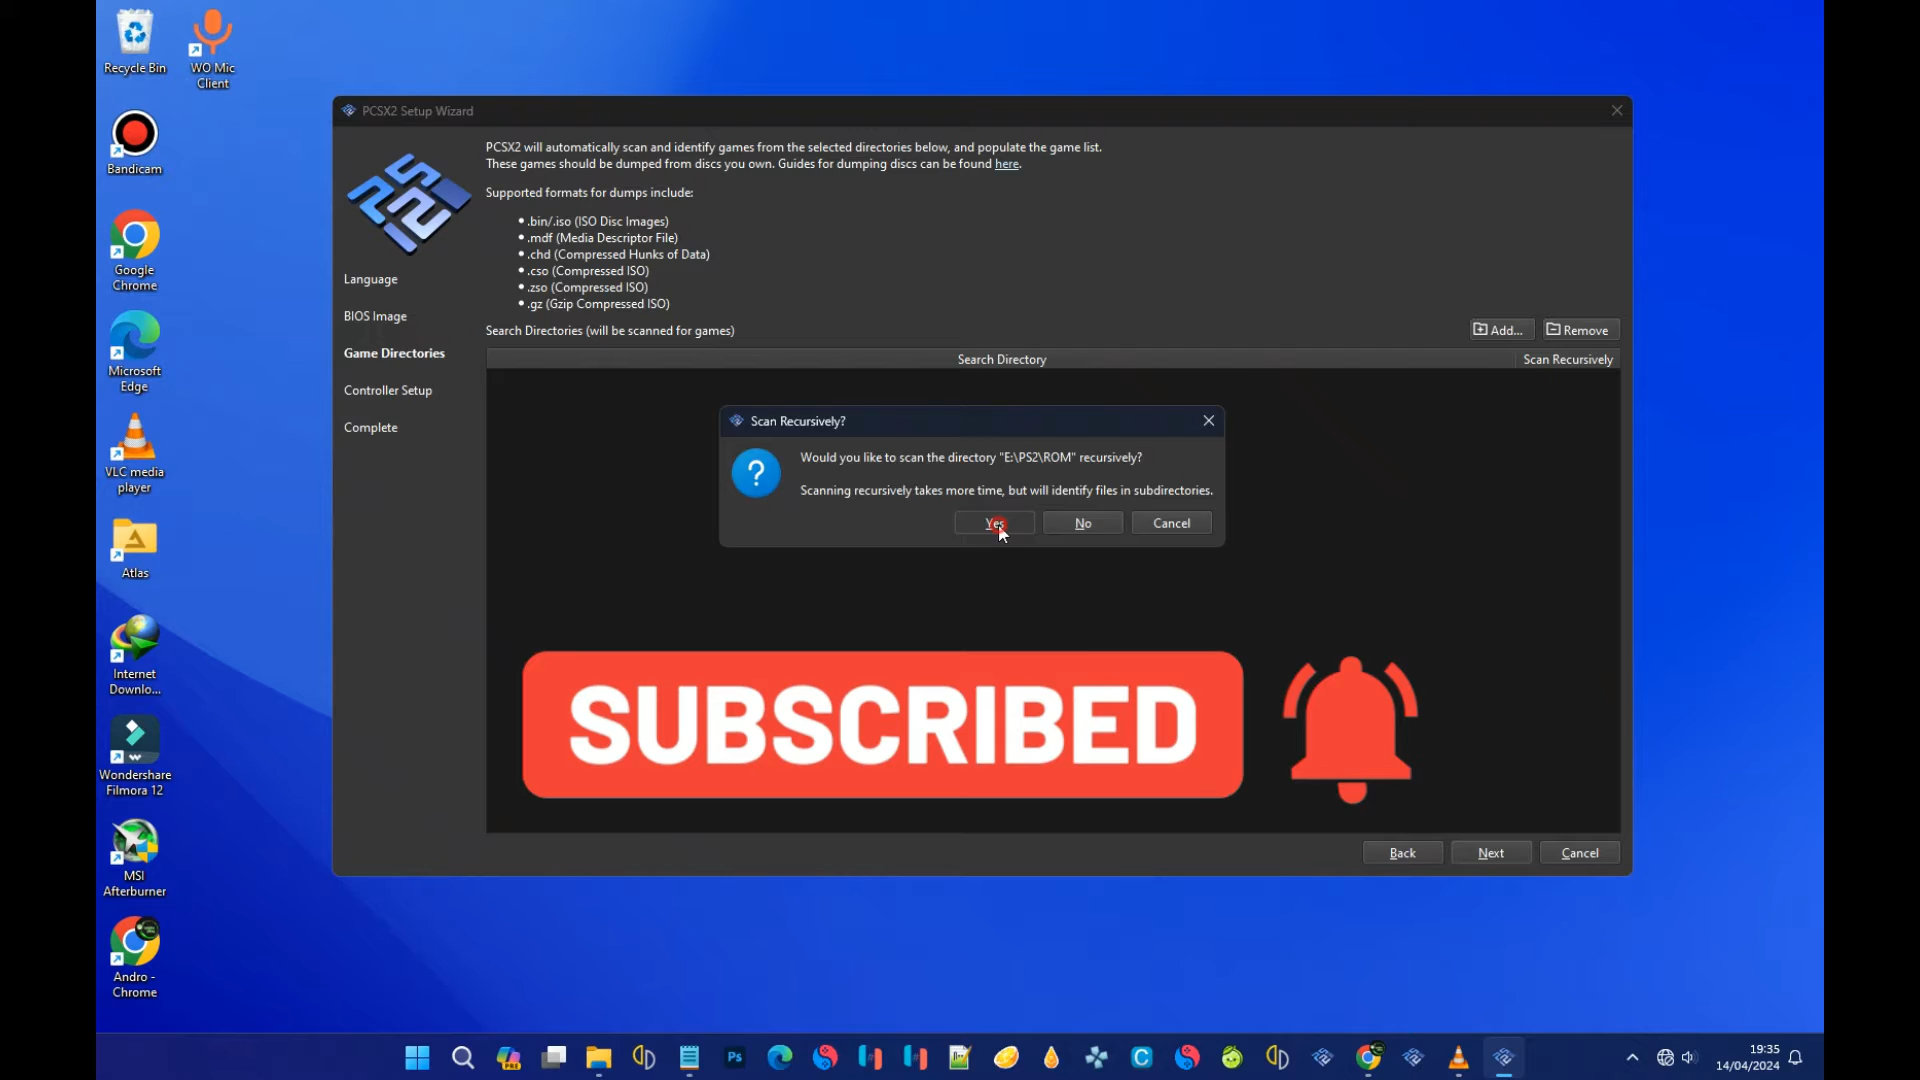 Recycle Bin
WO Mic
Client
Bandicam
Google
Chrome
Microsoft
Edge
VLC media
player
Atlas
Internet
Downlo...
Wondershare
Filmora 12
MSI
Afterburner
Andro -
Chrome
PCSX2 Setup Wizard
PCSX2 will automatically scan and identify games from the selected directories below, and populate the game list.
These games should be dumped from discs you own. Guides for dumping discs can be found here.
Supported formats for dumps include:
• .bin/.iso (ISO Disc Images)
• .mdf (Media Descriptor File)
• .chd (Compressed Hunks of Data)
• .cso (Compressed ISO)
• .zso (Compressed ISO)
• .gz (Gzip Compressed ISO)
Language
BIOS Image
Game Directories
Controller Setup
Complete
Search Directories (will be scanned for games)
Add...
Remove
Search Directory
Scan Recursively
Scan Recursively?
Would you like to scan the directory "E:\PS2\ROM" recursively?
Scanning recursively takes more time, but will identify files in subdirectories.
Yes
No
Cancel
SUBSCRIBED
Back
Next
Cancel
PRE
Ps
19:35
14/04/2024